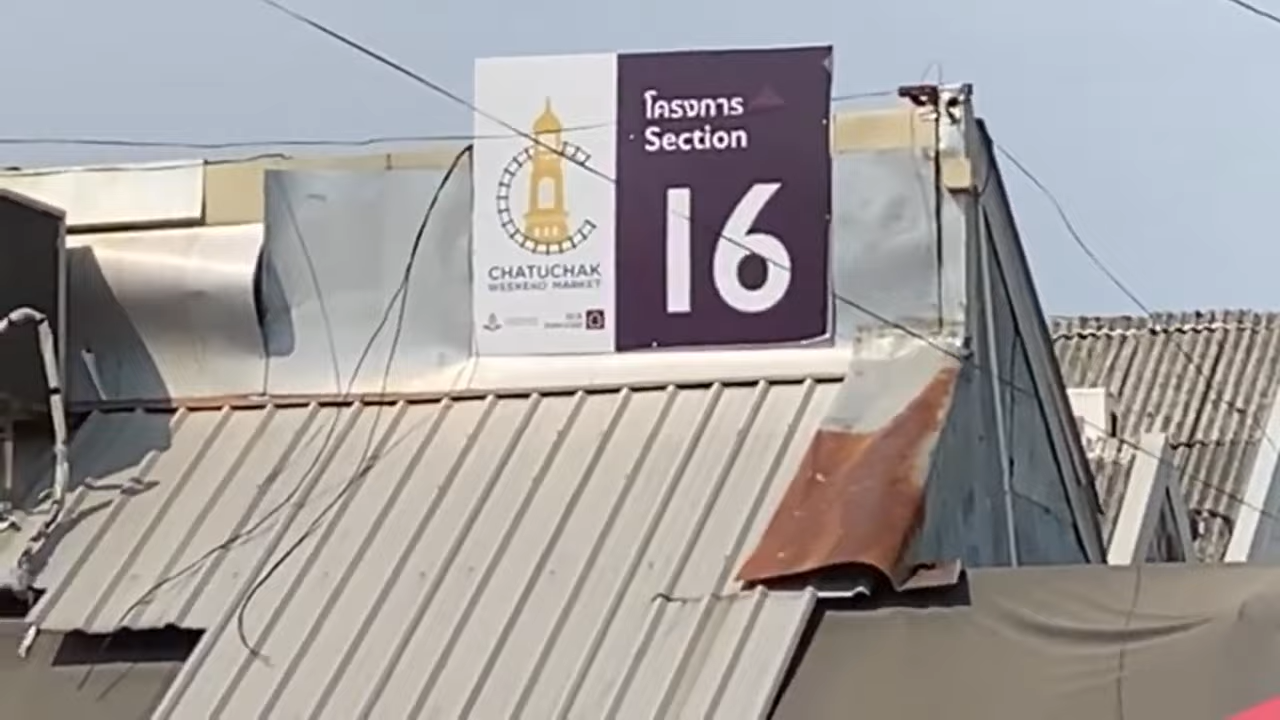 CHATUCHAK
WEEKEND MARKET
โครงการ
Section
16